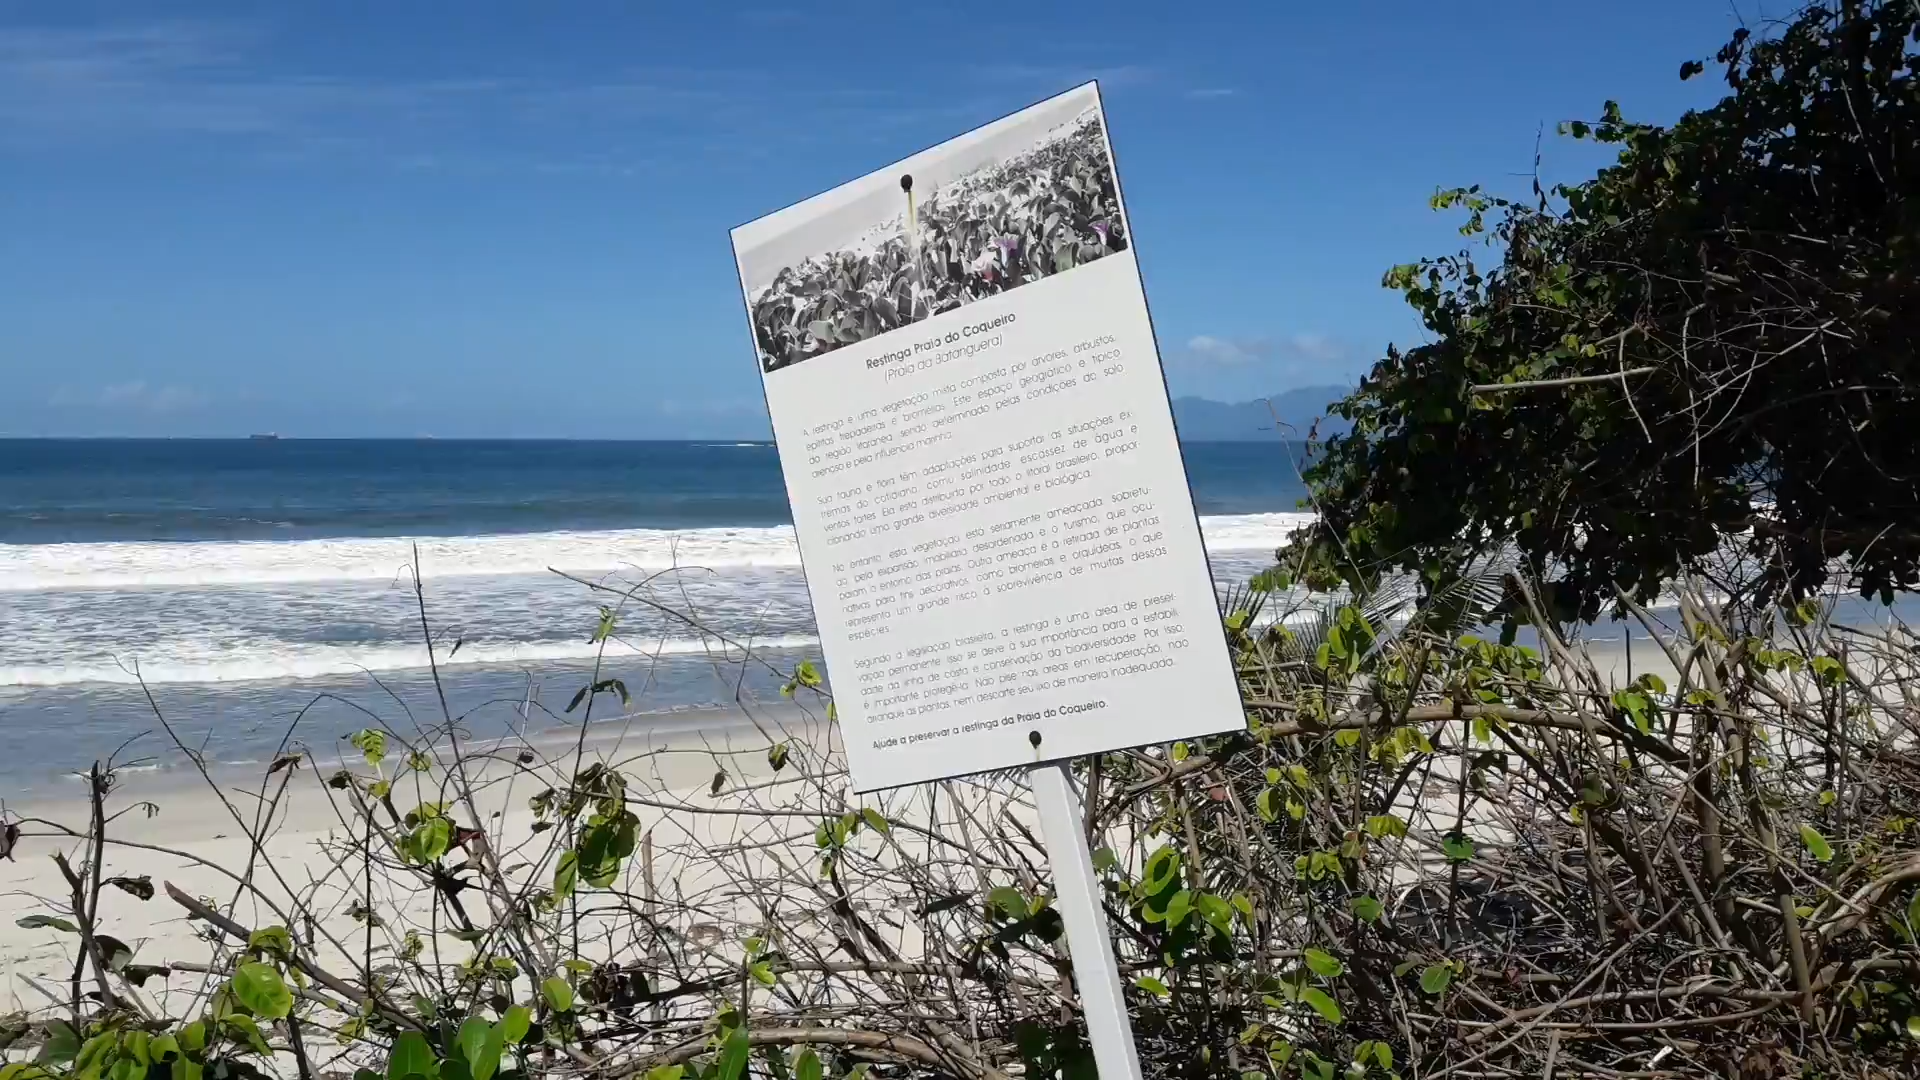 Restinga Praia do Coqueiro
(Praia da Batanguera)
A restinga é uma vegetação mista composta por árvores, arbustos,
epífitas trepadeiras e bromélias. Este espaço geográfico é típico
da região litorânea sendo determinado pelas condições do solo
arenoso e pela influência marinha.
Sua fauna e flora têm adaptações para suportar as situações ex-
tremas do cotidiano, como salinidade, escassez de água e
ventos fortes. Ela está distribuída por todo o litoral brasileiro, propor-
cionando uma grande diversidade ambiental e biológica.
No entanto, esta vegetação está seriamente ameaçada, sobretu-
do pela expansão imobiliária desordenada e o turismo, que ocu-
param o entorno das praias. Outra ameaça é a retirada de plantas
nativas para fins decorativos, como bromélias e orquídeas, o que
representa um grande risco à sobrevivência de muitas dessas
espécies.
Segundo a legislação brasileira, a restinga é uma área de preser-
vação permanente. Isso se deve à sua importância para a estabili-
dade da linha de costa e conservação da biodiversidade. Por isso,
é importante protegê-la. Não pise nas áreas em recuperação, não
arranque as plantas, nem descarte seu lixo de maneira inadequada.
Ajude a preservar a restinga da Praia do Coqueiro.